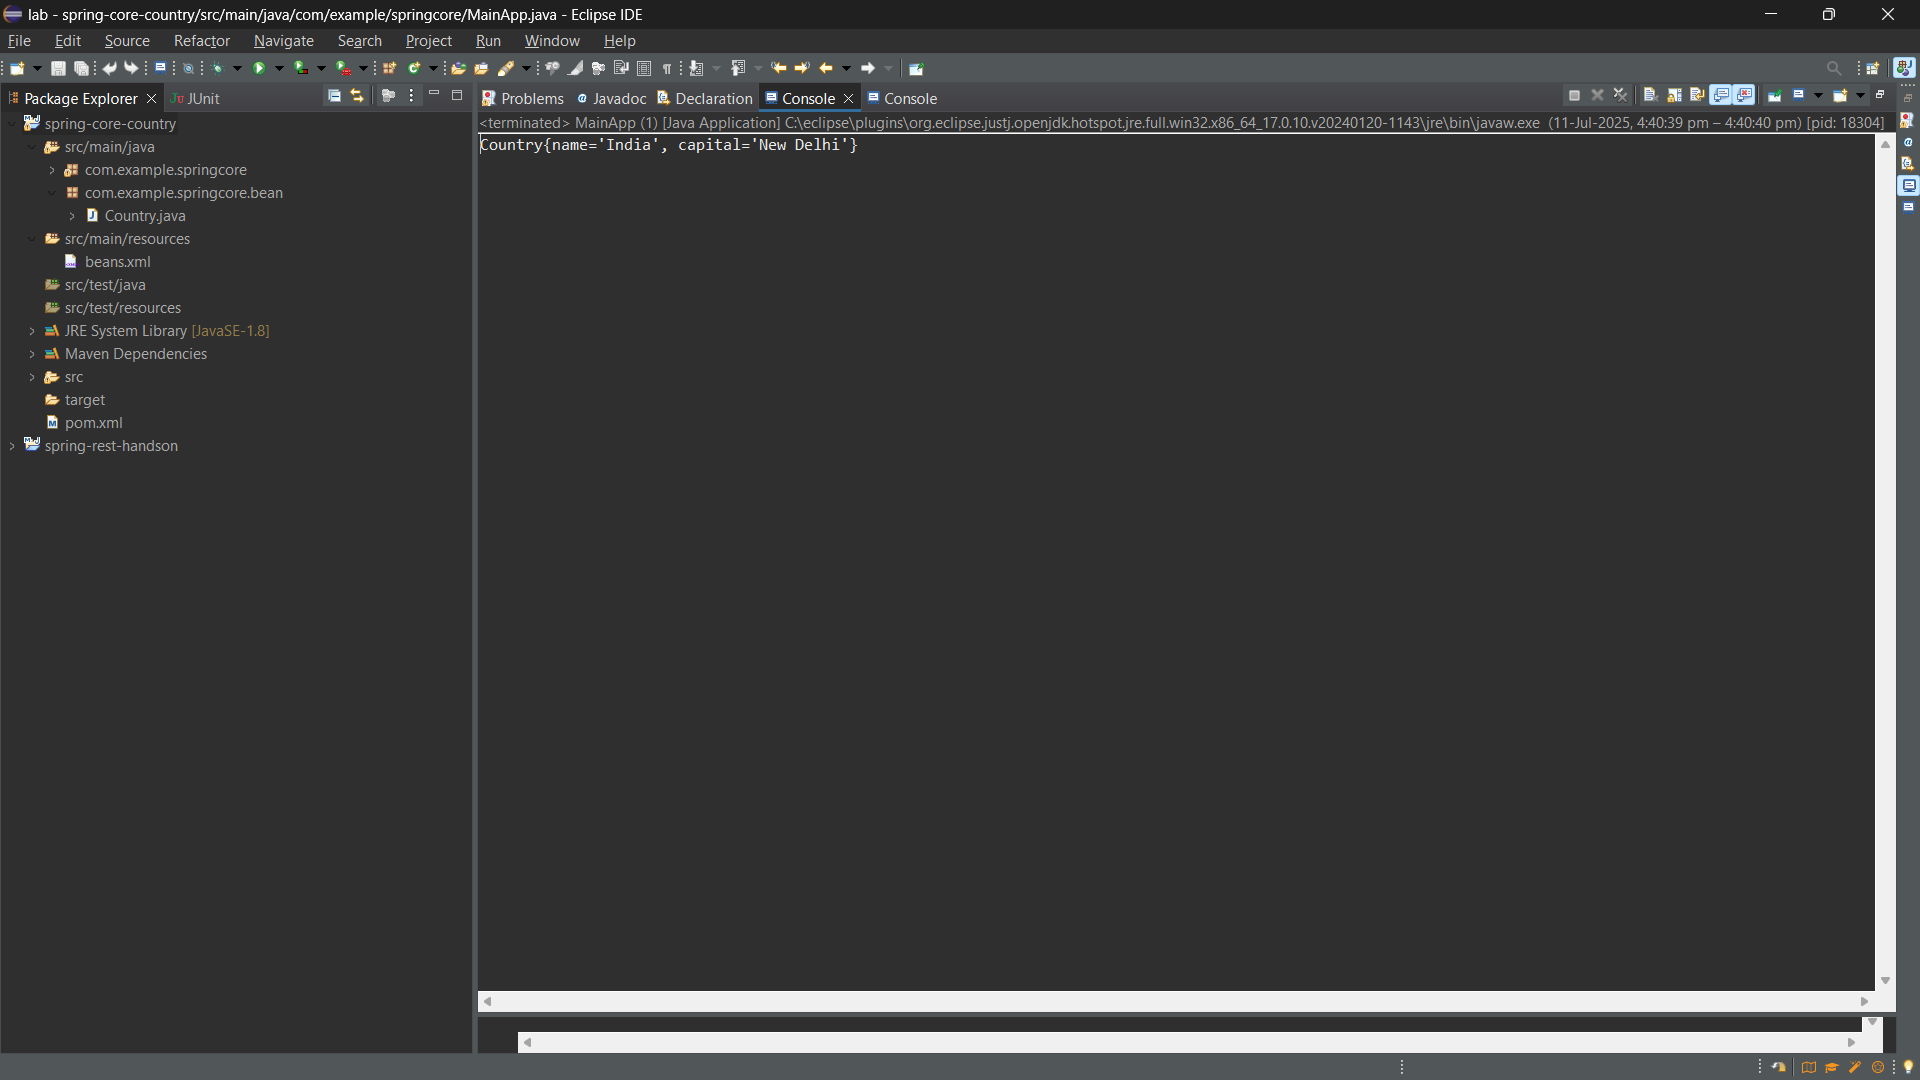 lab - spring-core-country/src/main/java/com/example/springcore/MainApp.java - Eclipse IDE
File Edit Source Refactor Navigate Search Project Run Window Help
Package Explorer
JUnit
spring-core-country
src/main/java
com.example.springcore
com.example.springcore.bean
Country.java
src/main/resources
beans.xml
src/test/java
src/test/resources
JRE System Library [JavaSE-1.8]
Maven Dependencies
src
target
pom.xml
spring-rest-handson
Problems @ Javadoc Declaration Console Console
<terminated> MainApp (1) [Java Application] C:\eclipse\plugins\org.eclipse.justj.openjdk.hotspot.jre.full.win32.x86_64_17.0.10.v20240120-1143\jre\bin\javaw.exe (11-Jul-2025, 4:40:39 pm – 4:40:40 pm) [pid: 18304]
Country{name='India', capital='New Delhi'}